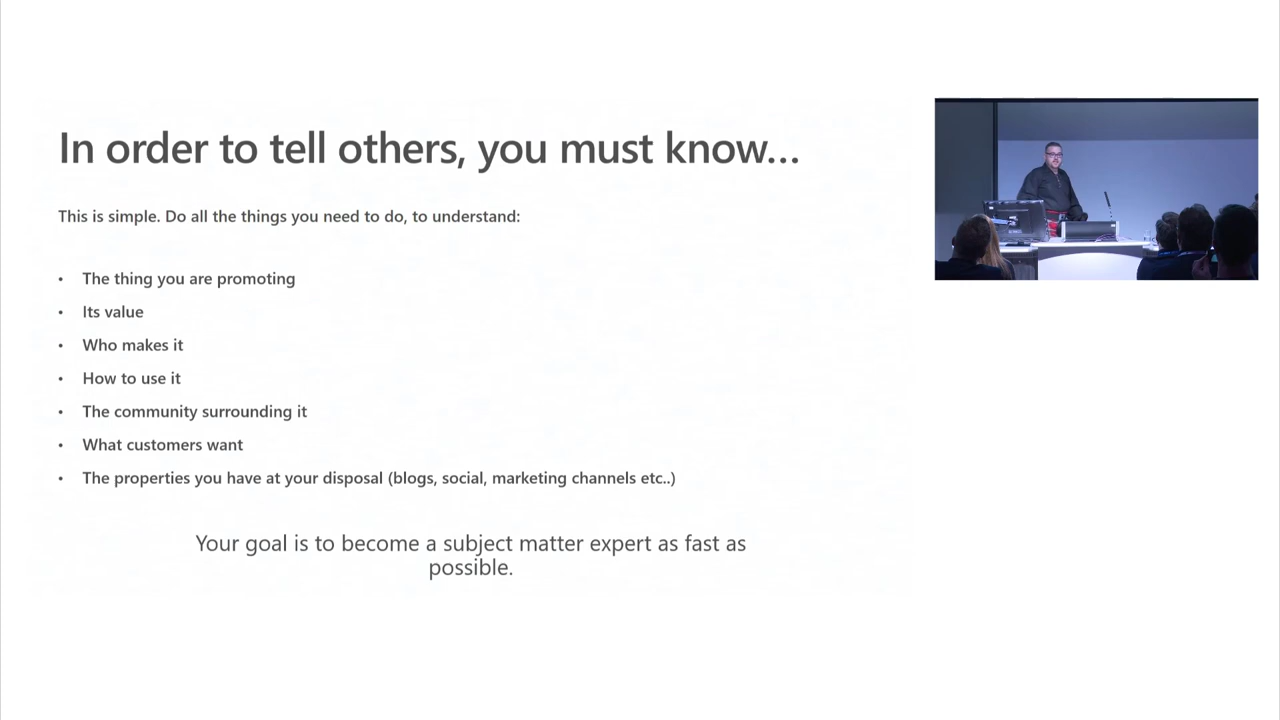 In order to tell others, you must know...
This is simple. Do all the things you need to do, to understand:
• The thing you are promoting
• Its value
• Who makes it
• How to use it
• The community surrounding it
• What customers want
• The properties you have at your disposal (blogs, social, marketing channels etc..)
Your goal is to become a subject matter expert as fast as
possible.